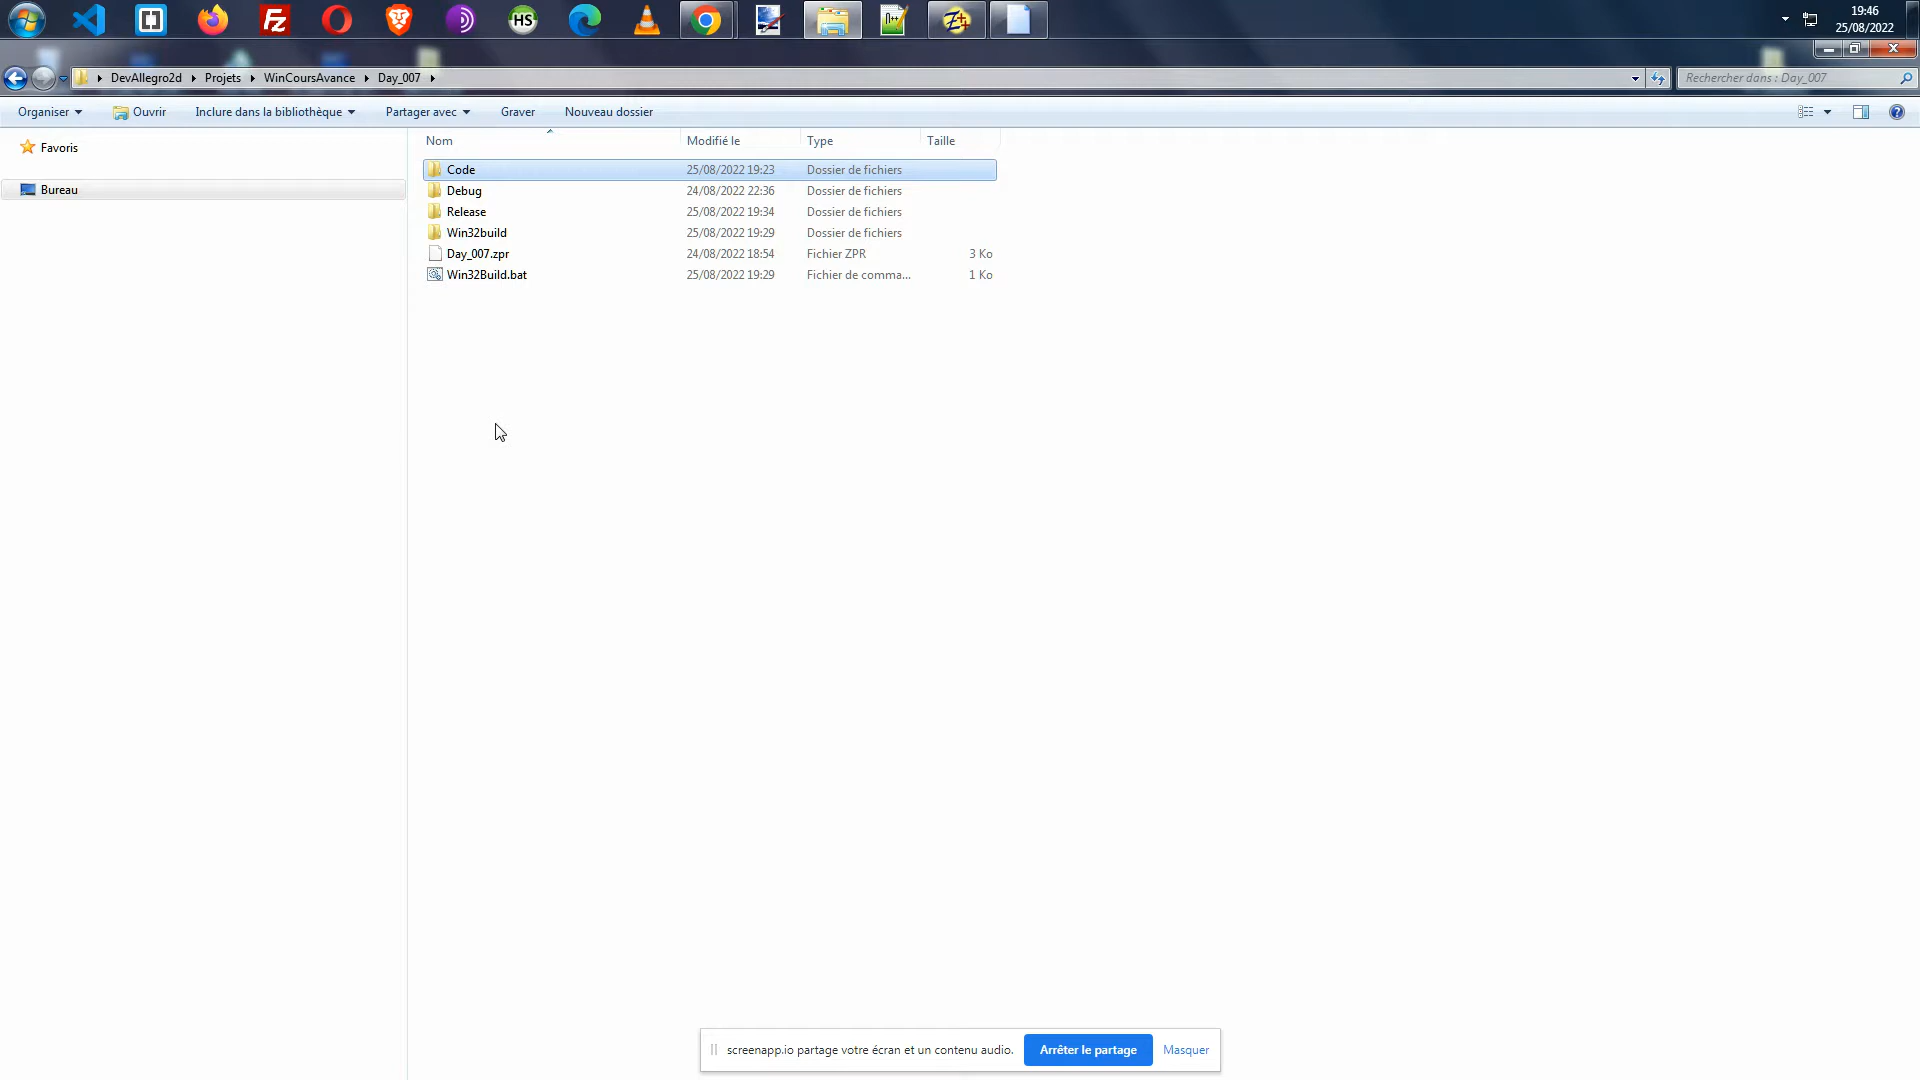 HS
19:46
25/08/2022
DevAllegro2d Projets WinCoursAvance Day_007
Rechercher dans : Day_007
Organiser Ouvrir Inclure dans la bibliothèque Partager avec Graver Nouveau dossier
Favoris
Bureau
Nom Modifié le Type Taille
Code 25/08/2022 19:23 Dossier de fichiers
Debug 24/08/2022 22:36 Dossier de fichiers
Release 25/08/2022 19:34 Dossier de fichiers
Win32build 25/08/2022 19:29 Dossier de fichiers
Day_007.zpr 24/08/2022 18:54 Fichier ZPR 3 Ko
Win32Build.bat 25/08/2022 19:29 Fichier de comma... 1 Ko
screenapp.io partage votre écran et un contenu audio. Arrêter le partage Masquer